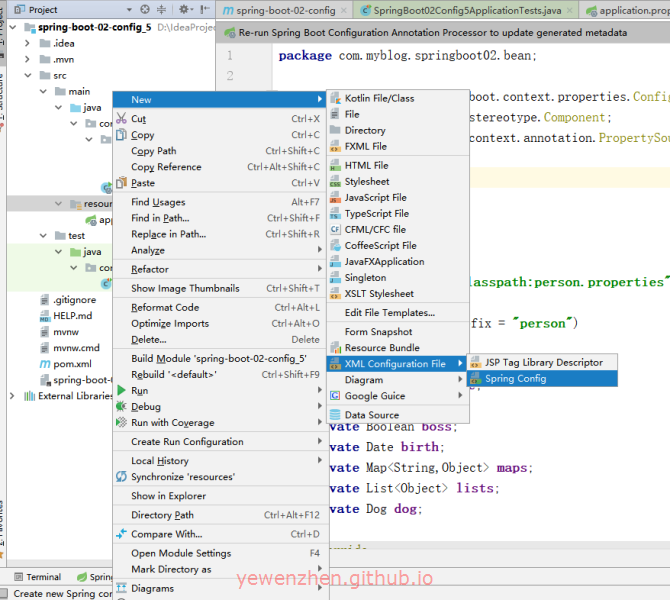 Project
spring-boot-02-config
SpringBoot02Config5ApplicationTests.java
application.prope
spring-boot-02-config_5 D:\IdeaProjec
Re-run Spring Boot Configuration Annotation Processor to update generated metadata
.idea
.mvn
src
main
java
resour
test
java
.gitignore
HELP.md
mvnw
mvnw.cmd
pom.xml
External Libraries
1
2
package com.myblog.springboot02.bean;
boot.context.properties.Config
stereotype.Component;
context.annotation.PropertySou
lasspath:person.properties"
fix = "person")
vate Boolean boss;
vate Date birth;
vate Map<String,Object> maps;
vate List<Object> lists;
vate Dog dog;
New
Cut Ctrl+X
Copy Ctrl+C
Copy Path Ctrl+Shift+C
Copy Reference Ctrl+Alt+Shift+C
Paste Ctrl+V
Find Usages Alt+F7
Find in Path... Ctrl+Shift+F
Replace in Path... Ctrl+Shift+R
Analyze
Refactor
Show Image Thumbnails Ctrl+Shift+T
Reformat Code Ctrl+Alt+L
Optimize Imports Ctrl+Alt+O
Delete... Delete
Build Module 'spring-boot-02-config_5'
Rebuild '<default>' Ctrl+Shift+F9
Run
Debug
Run with Coverage
Create Run Configuration
Local History
Synchronize 'resources'
Show in Explorer
Directory Path Ctrl+Alt+F12
Compare With... Ctrl+D
Open Module Settings F4
Mark Directory as
Diagrams
Kotlin File/Class
File
Directory
FXML File
HTML File
Stylesheet
JavaScript File
TypeScript File
CFML/CFC file
CoffeeScript File
JavaFXApplication
Singleton
XSLT Stylesheet
Edit File Templates...
Form Snapshot
Resource Bundle
XML Configuration File
Diagram
Google Guice
Data Source
JSP Tag Library Descriptor
Spring Config
Terminal
Spring
Create new Spring con
yewenzhen.github.io